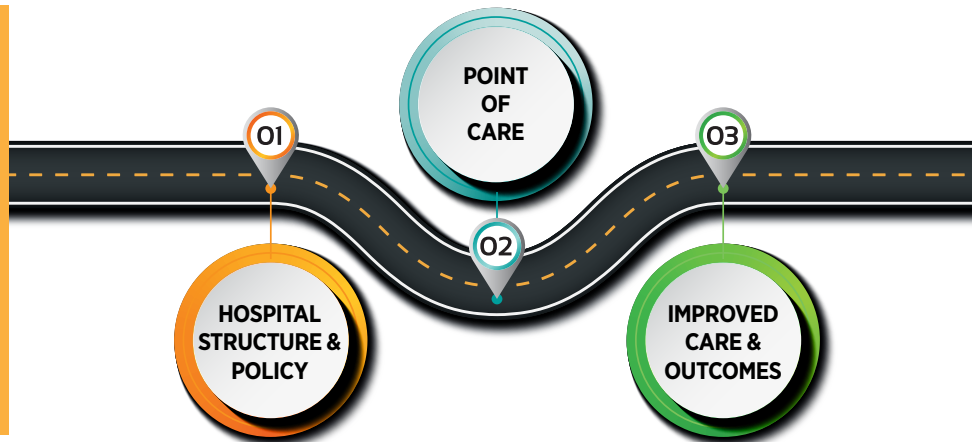 01
HOSPITAL
STRUCTURE &
POLICY
POINT
OF
CARE
02
03
IMPROVED
CARE &
OUTCOMES